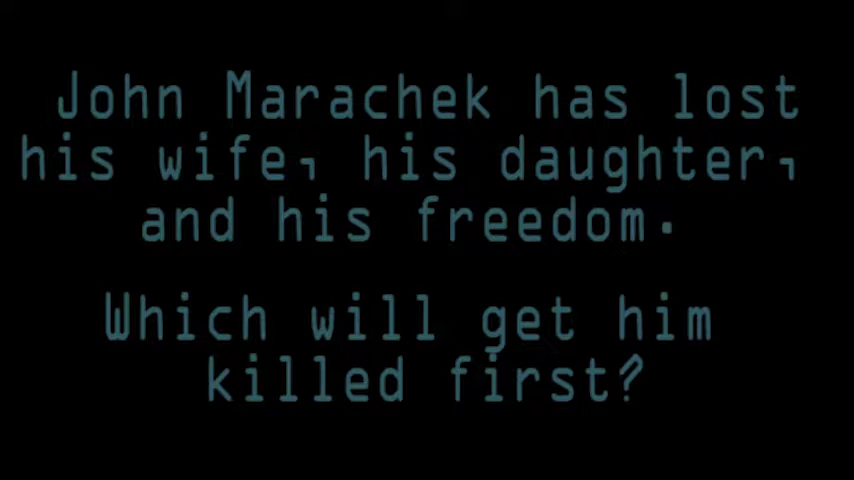 John Marachek has lost
his wife, his daughter,
and his freedom.
Which will get him
killed first?